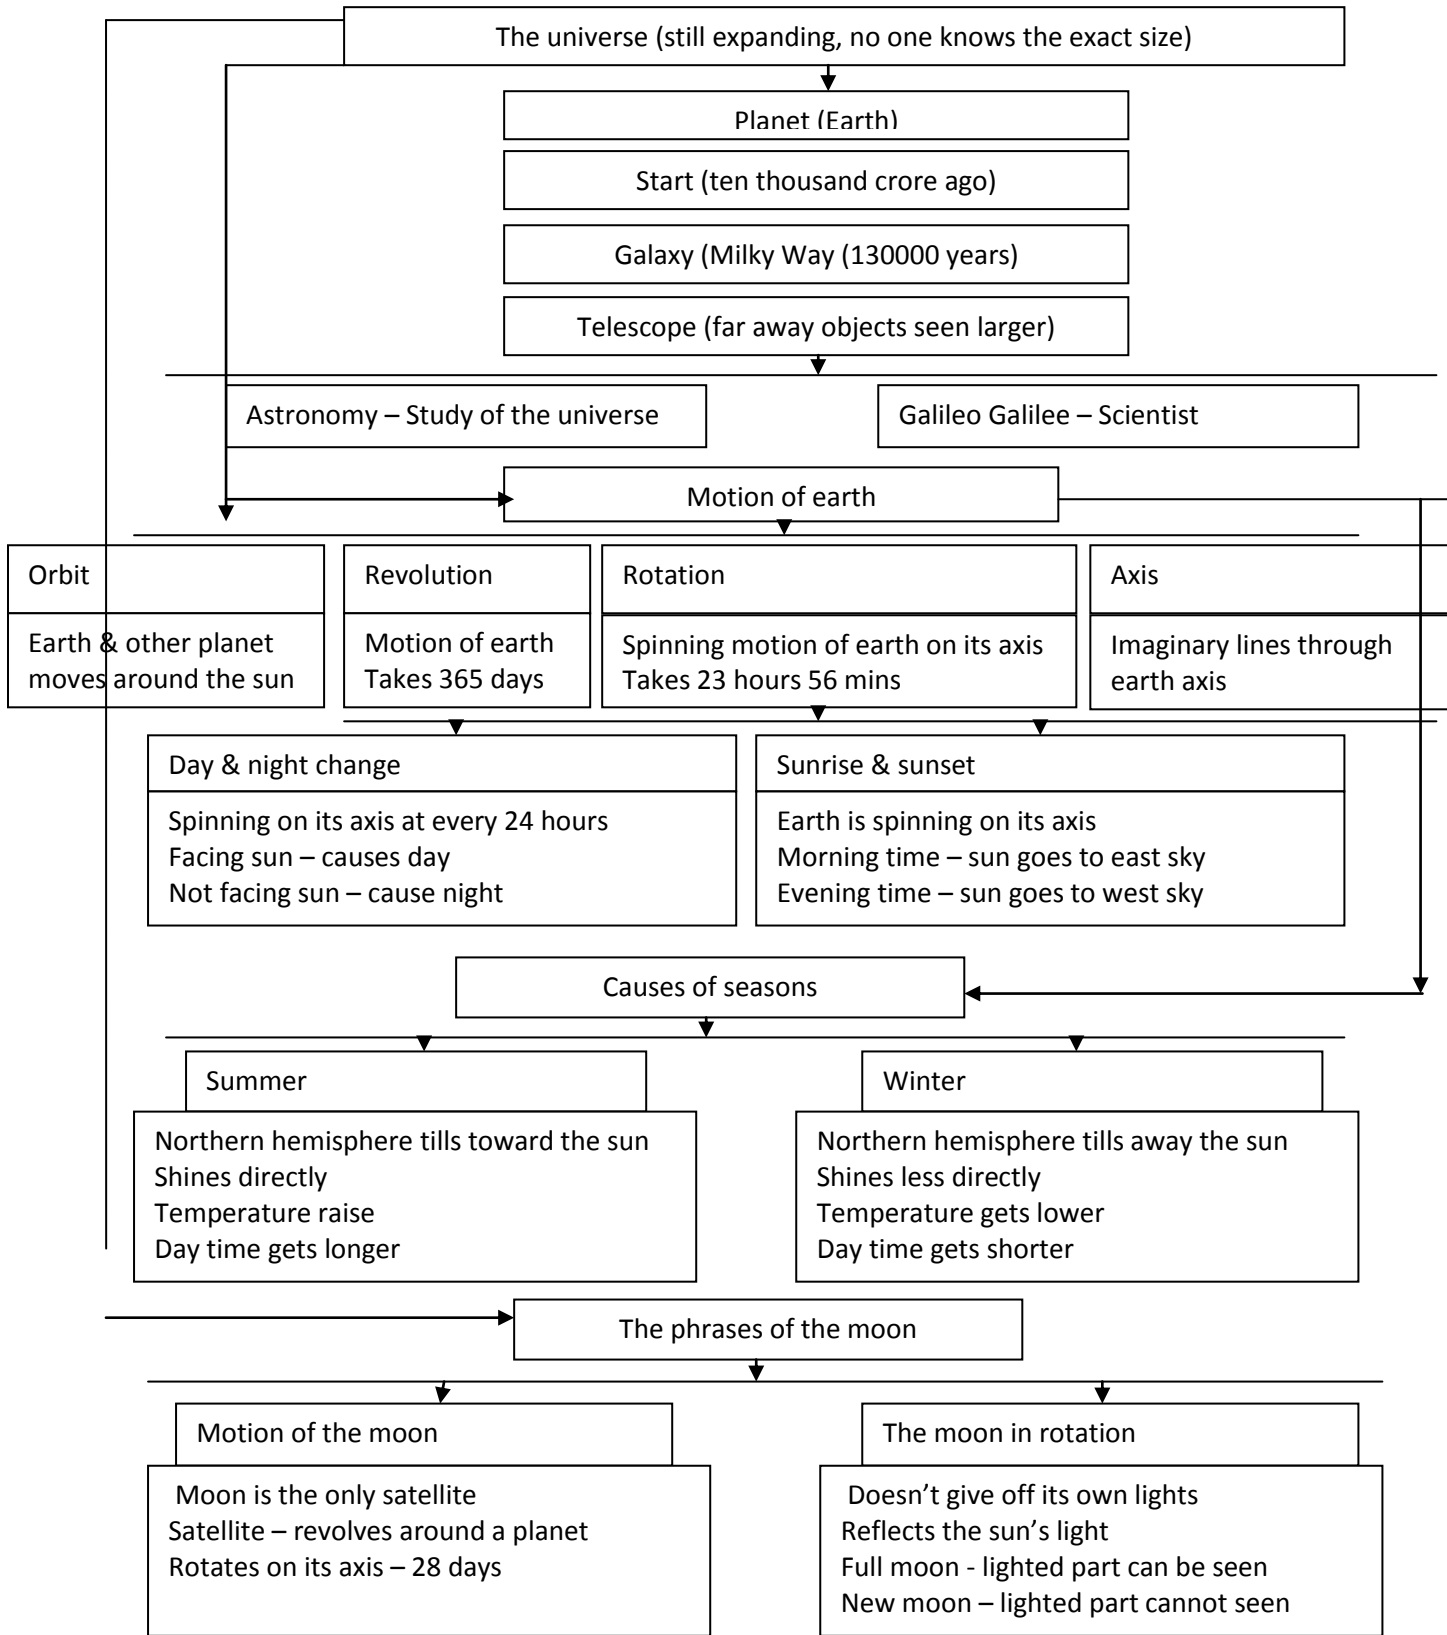 The universe (still expanding, no one knows the exact size)
Planet (Earth)
Start (ten thousand crore ago)
Galaxy (Milky Way (130000 years)
Telescope (far away objects seen larger)
Astronomy – Study of the universe
Galileo Galilee – Scientist
Motion of earth
Orbit
Earth & other planet
moves around the sun
Revolution
Motion of earth
Takes 365 days
Rotation
Spinning motion of earth on its axis
Takes 23 hours 56 mins
Axis
Imaginary lines through
earth axis
Day & night change
Spinning on its axis at every 24 hours
Facing sun – causes day
Not facing sun – cause night
Sunrise & sunset
Earth is spinning on its axis
Morning time – sun goes to east sky
Evening time – sun goes to west sky
Causes of seasons
Summer
Northern hemisphere tills toward the sun
Shines directly
Temperature raise
Day time gets longer
Winter
Northern hemisphere tills away the sun
Shines less directly
Temperature gets lower
Day time gets shorter
The phrases of the moon
Motion of the moon
Moon is the only satellite
Satellite – revolves around a planet
Rotates on its axis – 28 days
The moon in rotation
Doesn’t give off its own lights
Reflects the sun’s light
Full moon - lighted part can be seen
New moon – lighted part cannot seen